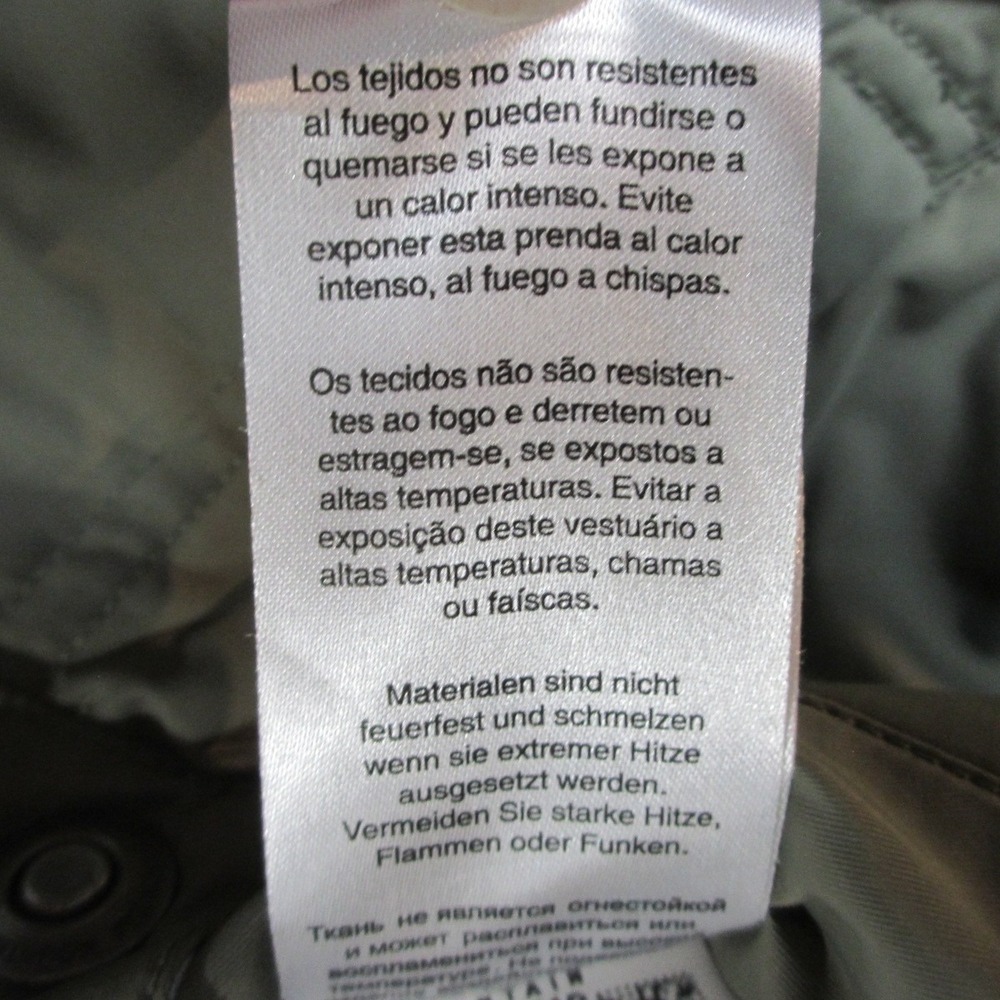 Los tejidos no son resistentes
al fuego y pueden fundirse o
quemarse si se les expone a
un calor intenso. Evite
exponer esta prenda al calor
intenso, al fuego a chispas.
Os tecidos não são resisten-
tes ao fogo e derretem ou
estragem-se, se expostos a
altas temperaturas. Evitar a
exposição deste vestuário a
altas temperaturas, chamas
ou faíscas.
Materialen sind nicht
feuerfest und schmelzen
wenn sie extremer Hitze
ausgesetzt werden.
Vermeiden Sie starke Hitze,
Flammen oder Funken.
Ткань не является огнестойкой
и может расплавиться или
воспламениться при
температуре. Не